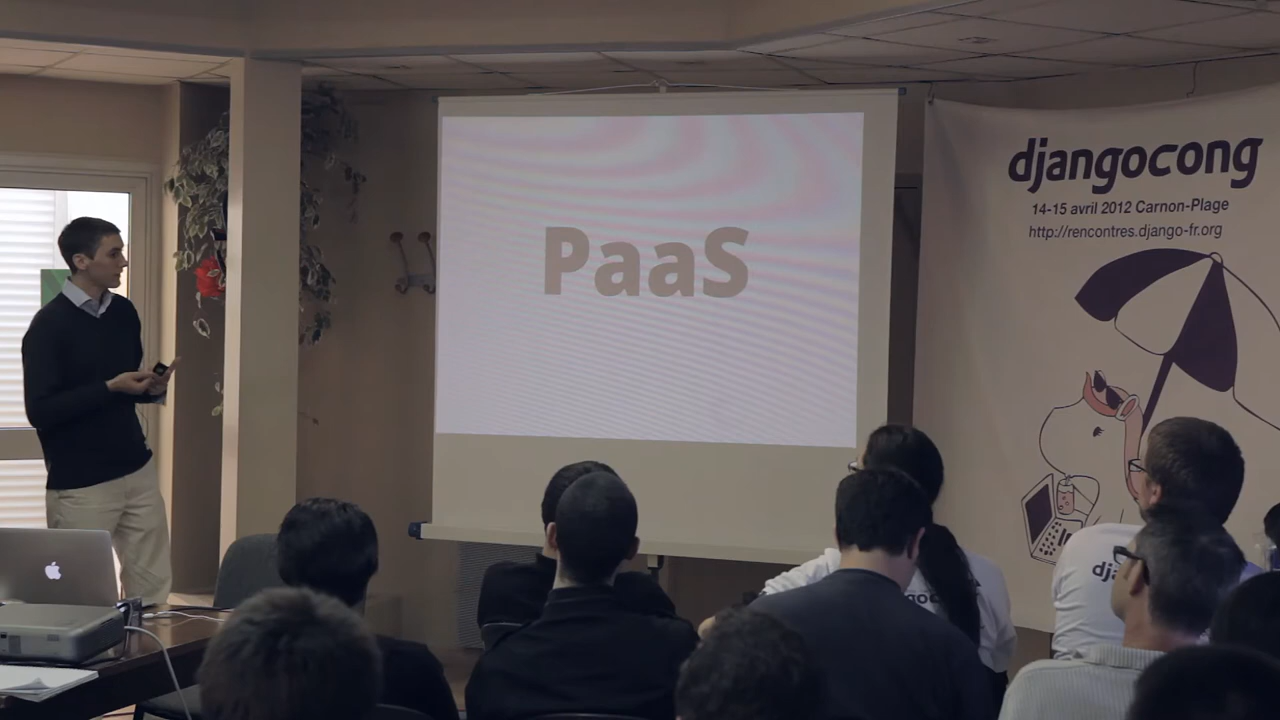 PaaS
djangocong
14-15 avril 2012 Carnon-Plage
http://rencontres.django-fr.org